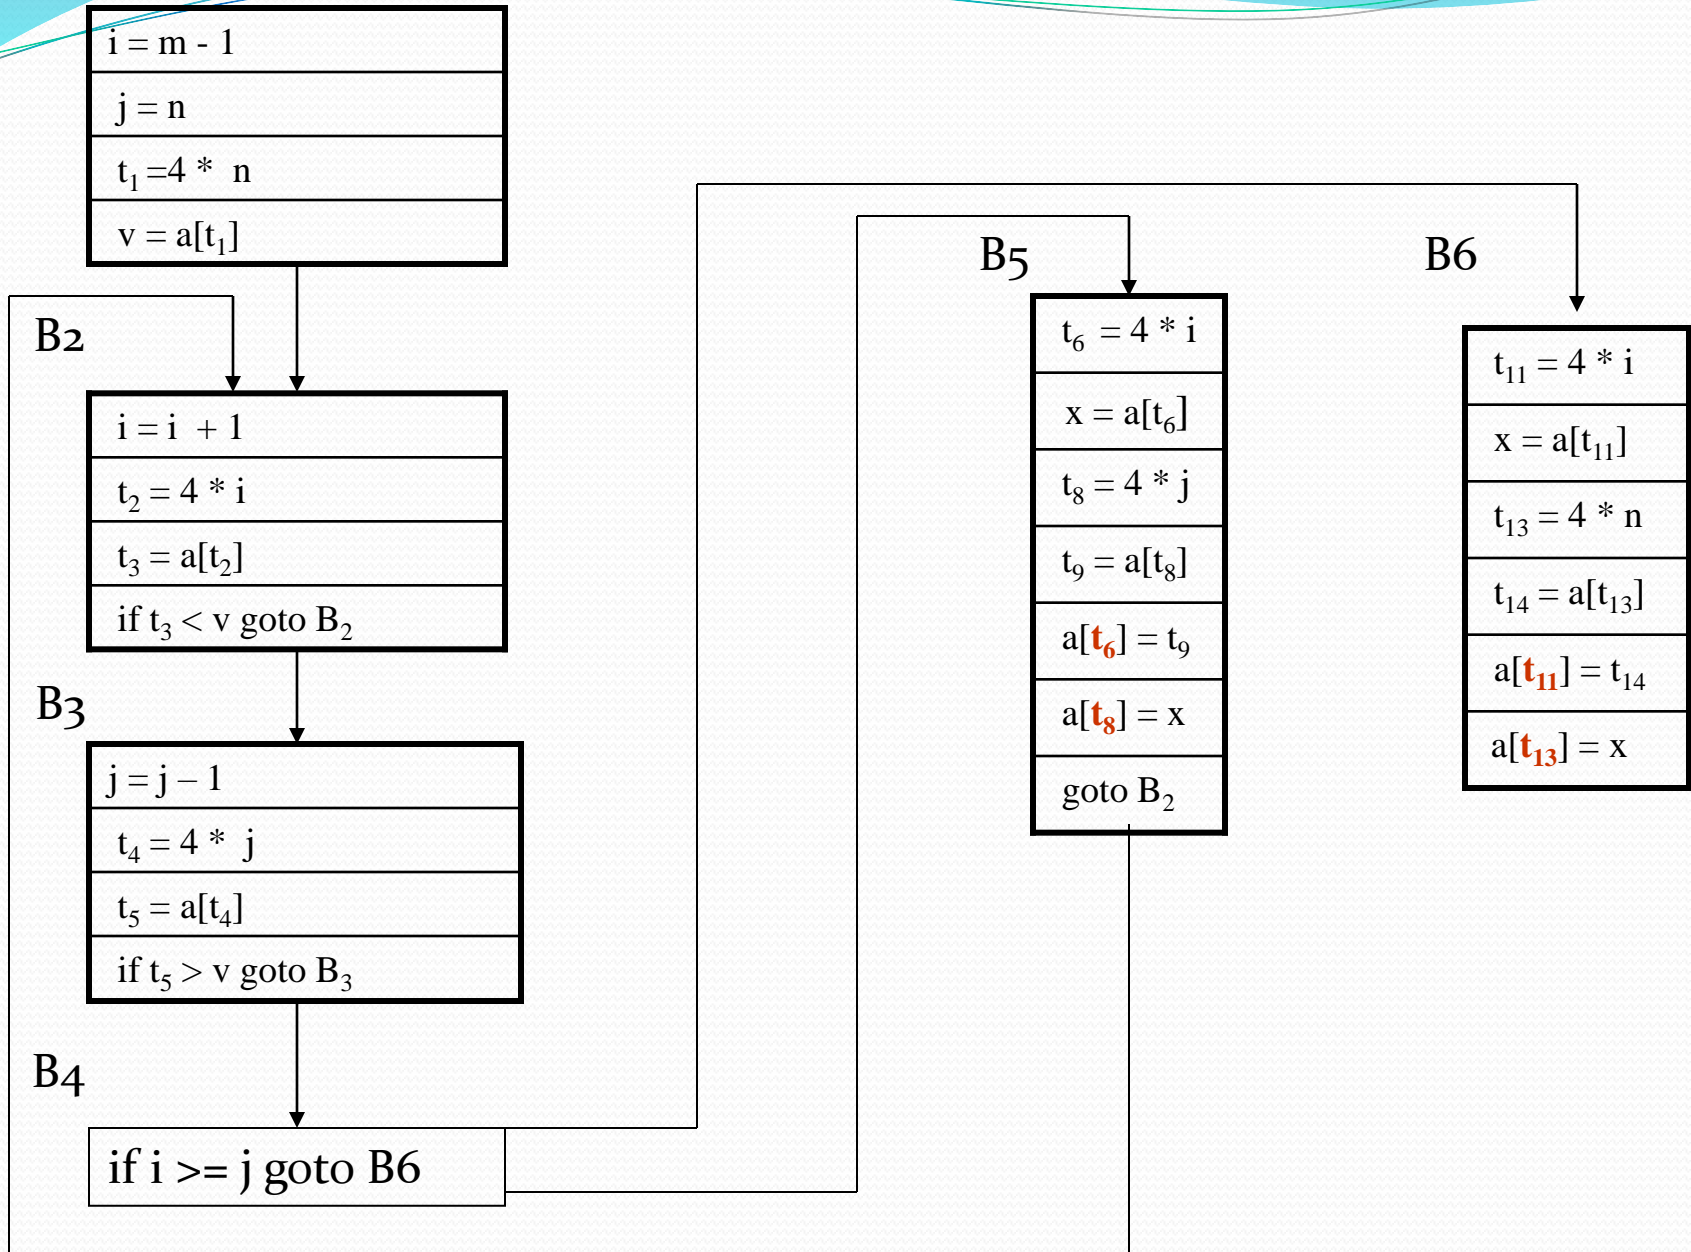 i = m - 1
j = n
t₁ =4 * n
v = a[t₁]
B2
i = i + 1
t₂ = 4 * i
t₃ = a[t₂]
if t₃ < v goto B₂
B3
j = j – 1
t₄ = 4 * j
t₅ = a[t₄]
if t₅ > v goto B₃
B4
if i >= j goto B6
B5
t₆ = 4 * i
x = a[t₆]
t₈ = 4 * j
t₉ = a[t₈]
a[t₆] = t₉
a[t₈] = x
goto B₂
B6
t₁₁ = 4 * i
x = a[t₁₁]
t₁₃ = 4 * n
t₁₄ = a[t₁₃]
a[t₁₁] = t₁₄
a[t₁₃] = x